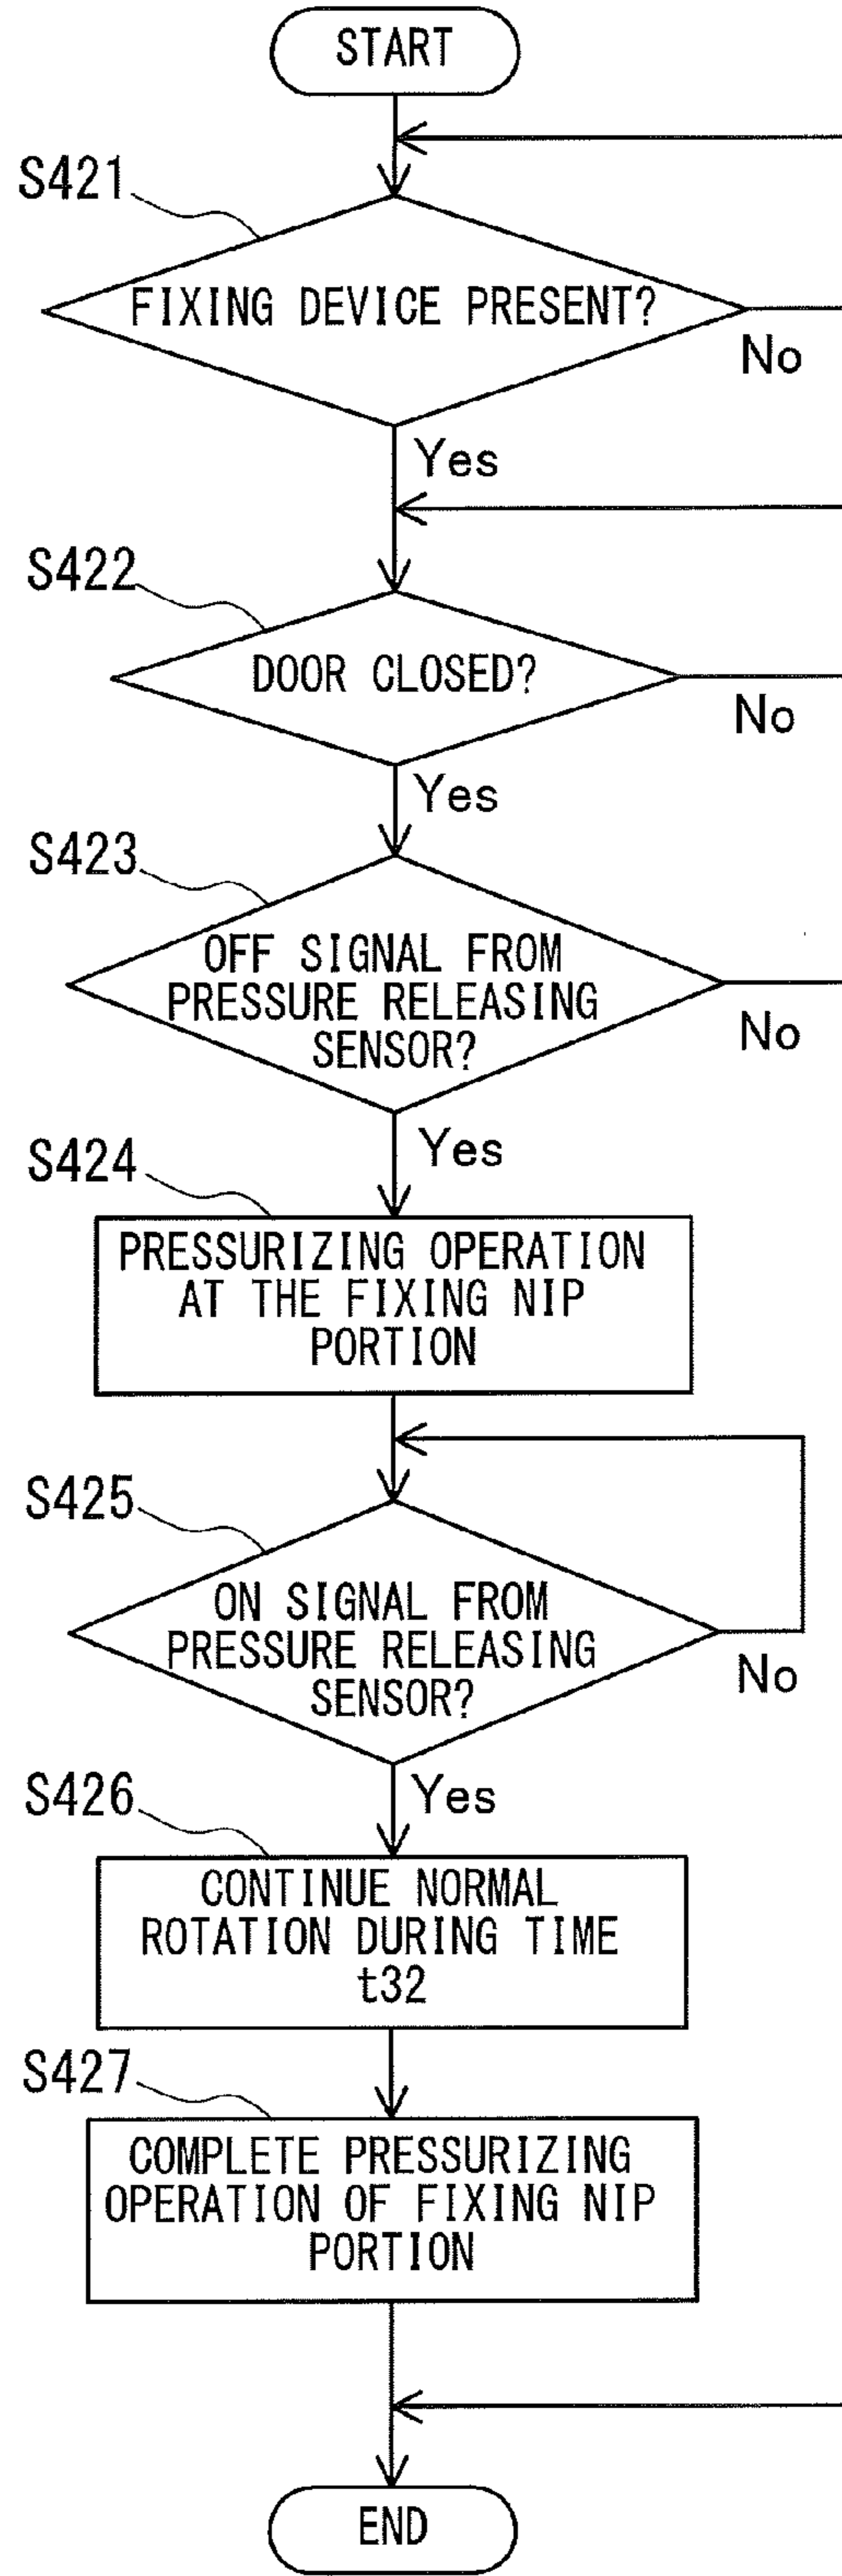 START
S421
FIXING DEVICE PRESENT?
No
Yes
S422
DOOR CLOSED?
No
Yes
S423
OFF SIGNAL FROM
PRESSURE RELEASING
SENSOR?
No
Yes
S424
PRESSURIZING OPERATION
AT THE FIXING NIP
PORTION
S425
ON SIGNAL FROM
PRESSURE RELEASING
SENSOR?
No
Yes
S426
CONTINUE NORMAL
ROTATION DURING TIME
t32
S427
COMPLETE PRESSURIZING
OPERATION OF FIXING NIP
PORTION
END